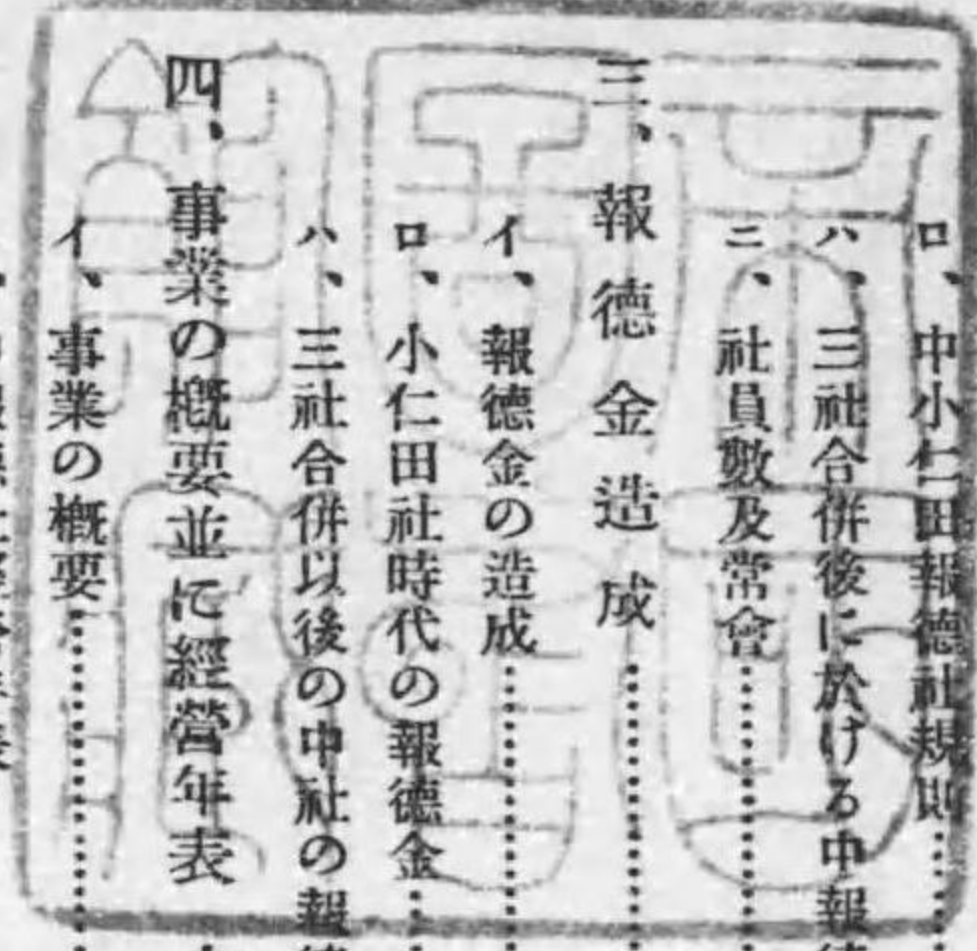 ロ、中小仁田報德社規則
ハ、三社合併後に於ける中報德
ニ、社員數及常會
三、報德金造成
イ、報德金の造成
ロ、小仁田社時代の報德金
ハ、三社合併以後の中社の報德
四、事業の概要並に經營年表
イ、事業の概要